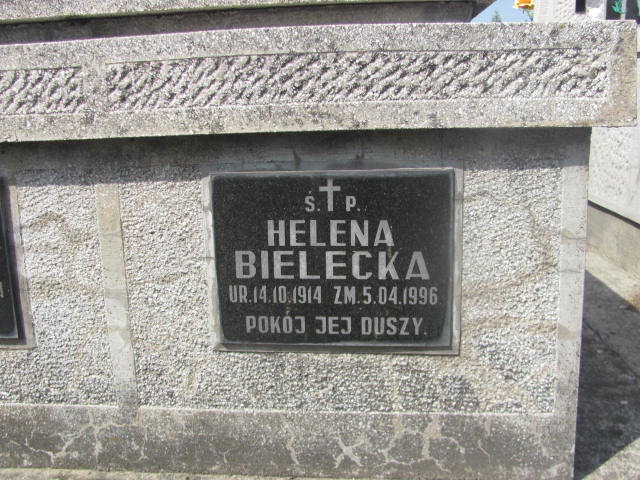 Ś. P.
HELENA
BIELECKA
UR.14.10.1914 ZM.5.04.1996
POKÓJ JEJ DUSZY.